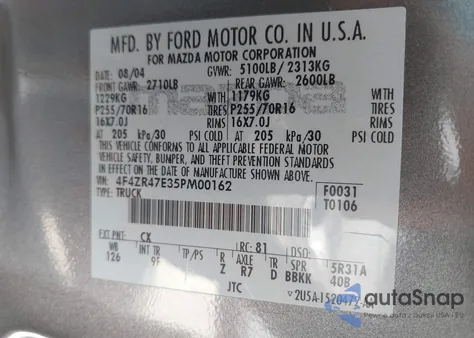 MFD. BY FORD MOTOR CO. IN U.S.A.
FOR MAZDA MOTOR CORPORATION
DATE: 08/04 GVWR: 5100LB/ 2313KG
FRONT GAWR: 2710LB REAR GAWR: 2600LB
1229KG WITH 1179KG WITH
P255/70R16 TIRES P255/70R16 TIRES
16X7.0J RIMS 16X7.0J RIMS
AT 205 kPa/30 PSI COLD AT 205 kPa/30 PSI COLD
THIS VEHICLE CONFORMS TO ALL APPLICABLE FEDERAL MOTOR
VEHICLE SAFETY, BUMPER, AND THEFT PREVENTION STANDARDS
IN EFFECT ON THE DATE OF MANUFACTURE SHOWN ABOVE.
VEHICLE IDENTIFICATION NO.
4F4ZR47E35PM00162
TYPE: TRUCK
F0031
T0106
EXT PNT: CX RC: 81 DSO:
WB INT TR TP/PS R AXLE TR SPR 5R31A
126 9F Z R7 D BBKK 40B
JTC
autoSnap